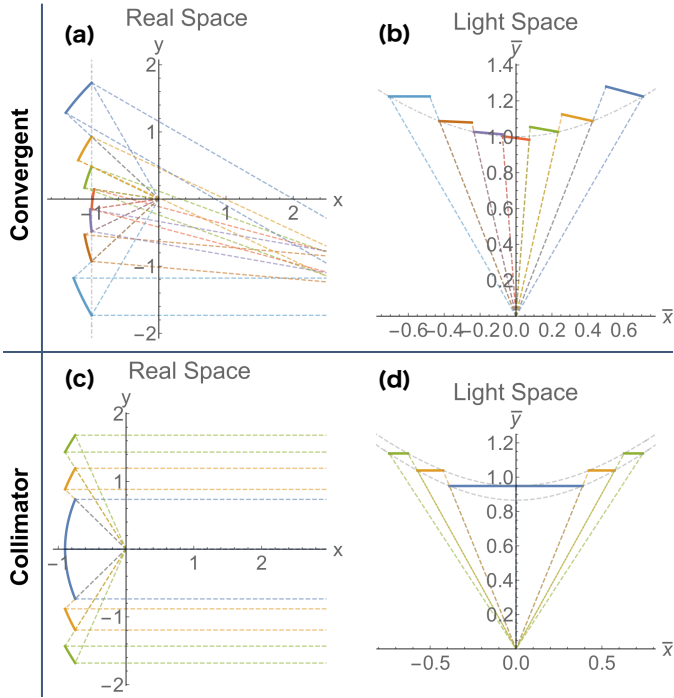 Convergent
(a)
Real Space
y
2
1
-1
1
2
x
-1
-2
(b)
Light Space
y̅
1.4
1.2
1.0
0.8
0.6
0.4
0.2
-0.6
-0.4
-0.2
0.0
0.2
0.4
0.6
x̅
Collimator
(c)
Real Space
y
2
1
-1
1
2
x
-1
-2
(d)
Light Space
y̅
1.2
1.0
0.8
0.6
0.4
0.2
-0.5
0.0
0.5
x̅